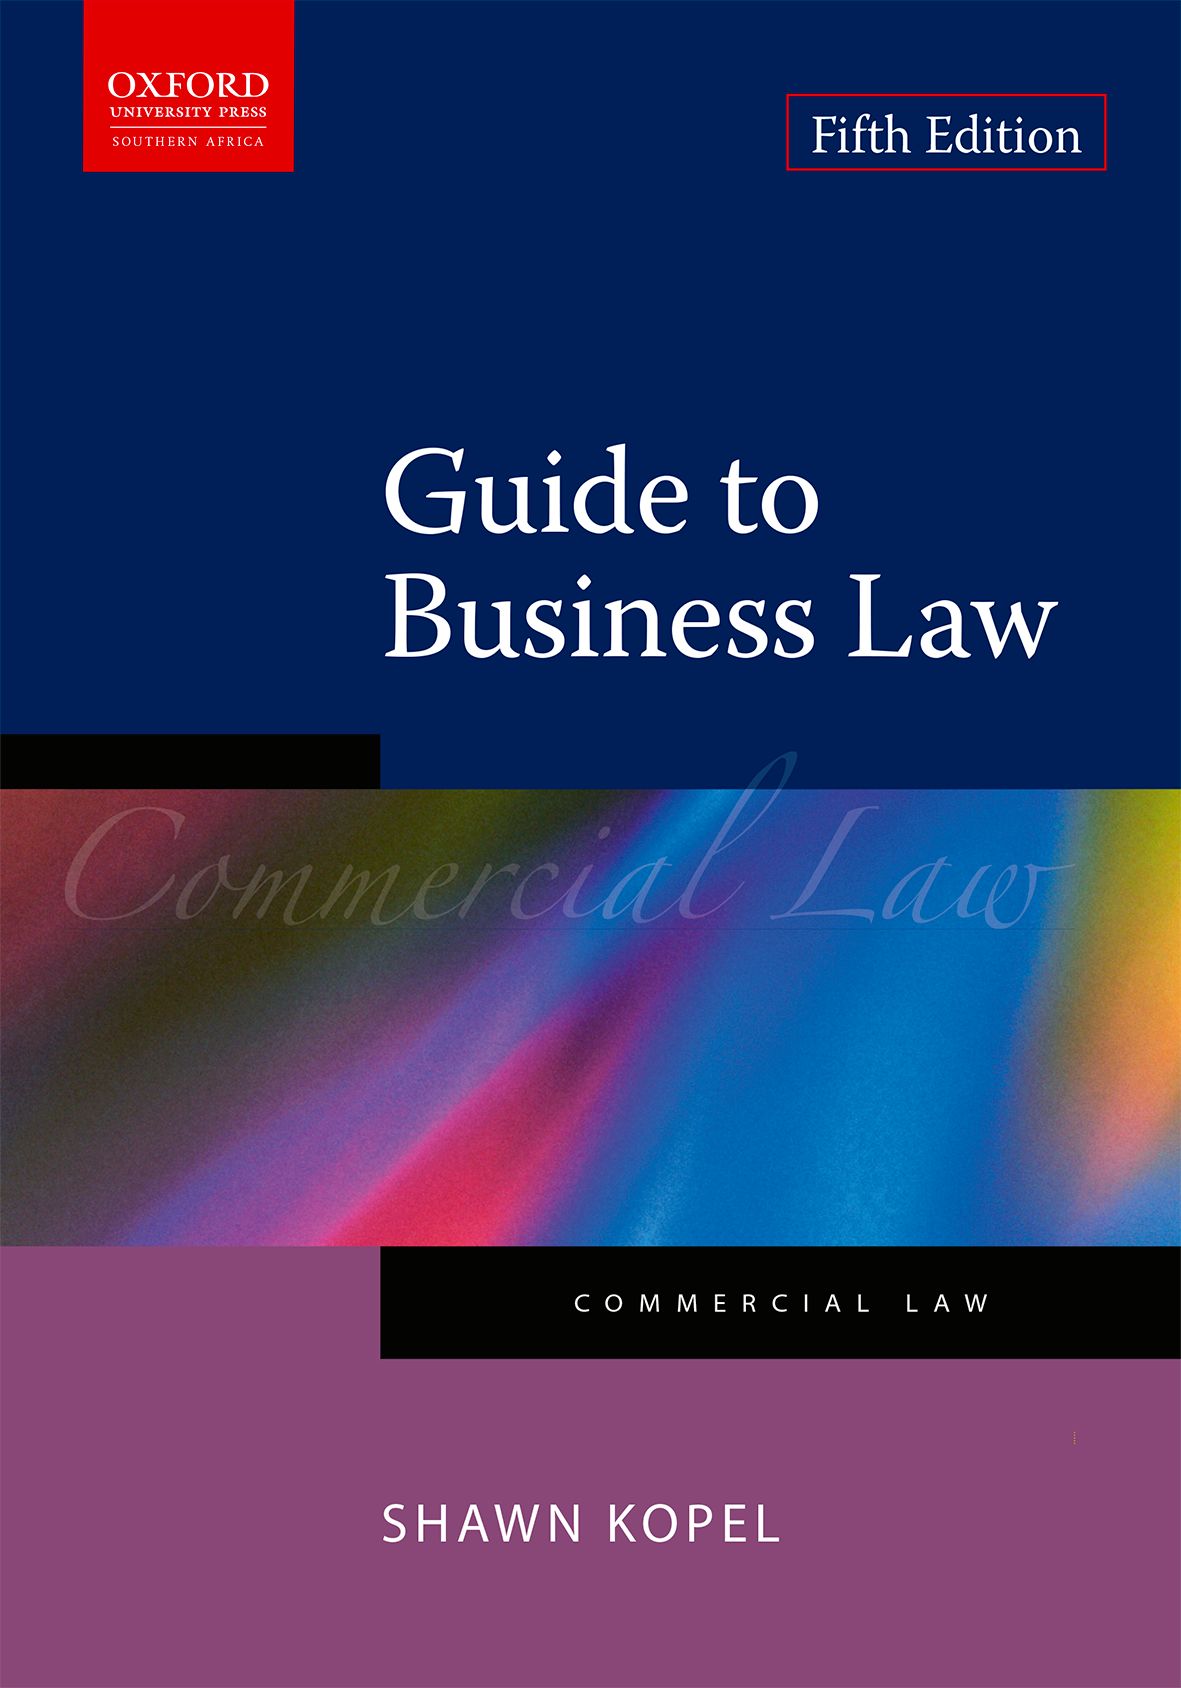 OXFORD
UNIVERSITY PRESS
SOUTHERN AFRICA
Fifth Edition
Guide to
Business Law
Commercial Law
COMMERCIAL LAW
SHAWN KOPEL